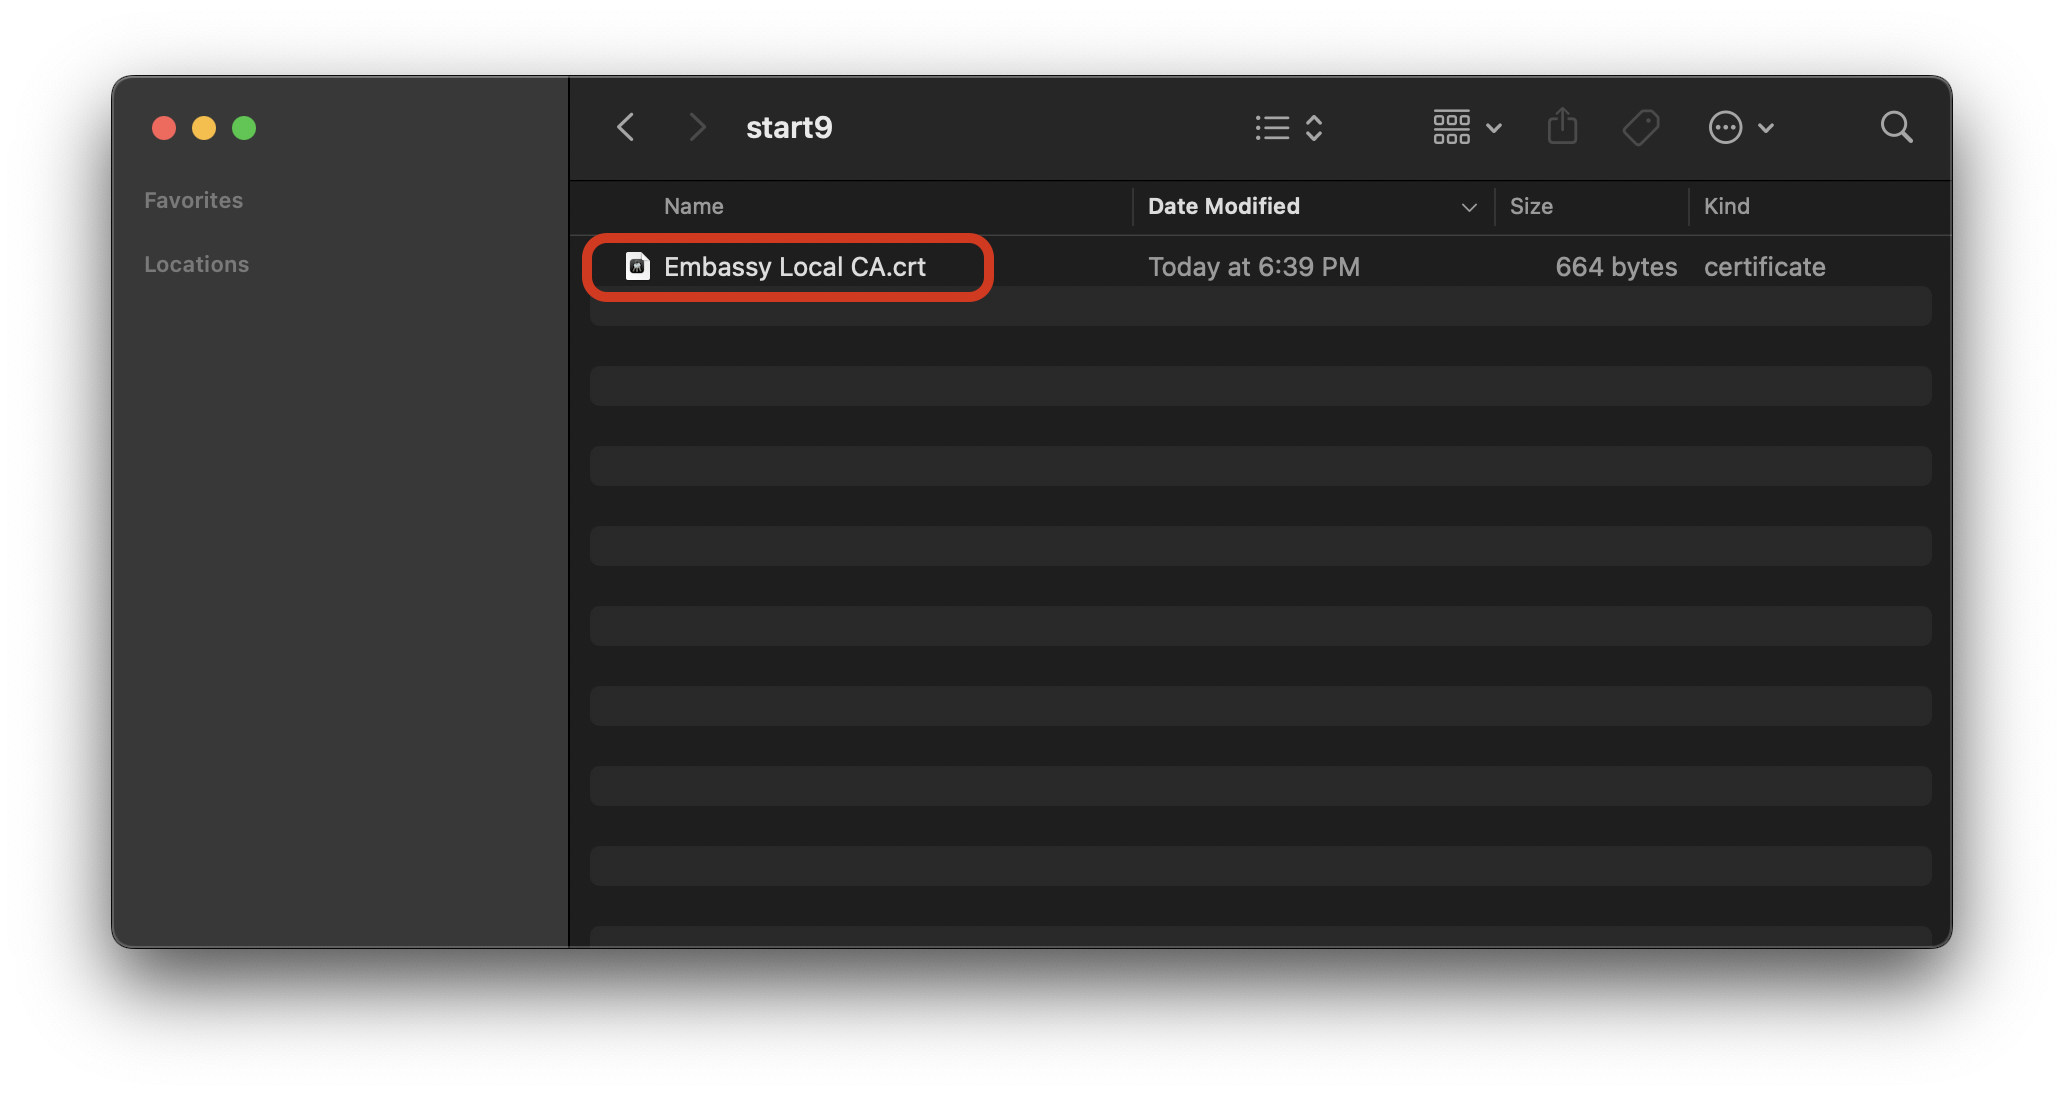 start9
Favorites
Locations
Name Date Modified Size Kind
Embassy Local CA.crt Today at 6:39 PM 664 bytes certificate